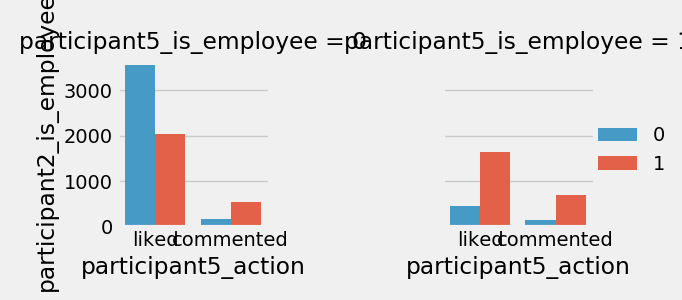 participant5_is_employee = 0
participant5_is_employee = 1
participant2_is_employee
3000
2000
1000
0
liked
commented
participant5_action
liked
commented
participant5_action
0
1